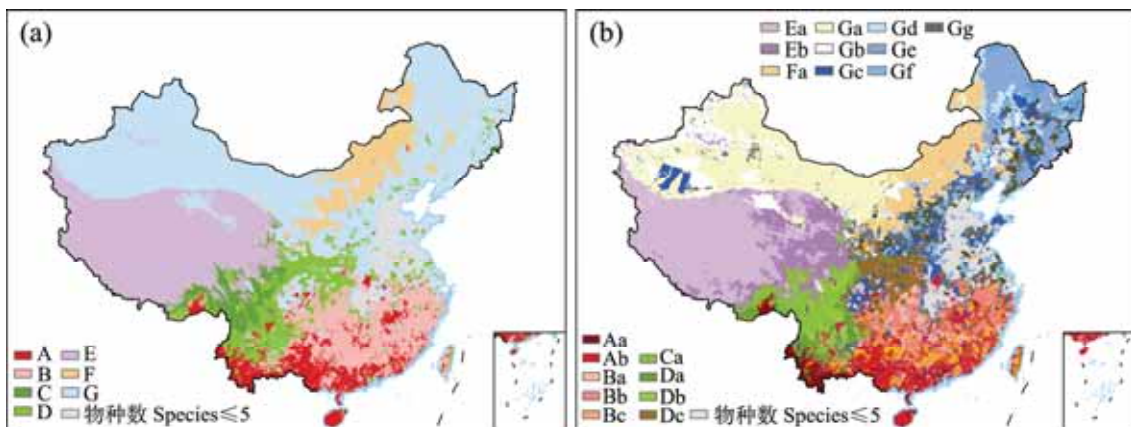 (a)
A E
B F
C G
D 物种数 Species≤5
(b)
Ea Ga Gd Gg
Eb Gb Ge
Fa Gc Gf
Aa
Ab Ca
Ba Da
Bb Db
Bc Dc 物种数 Species≤5